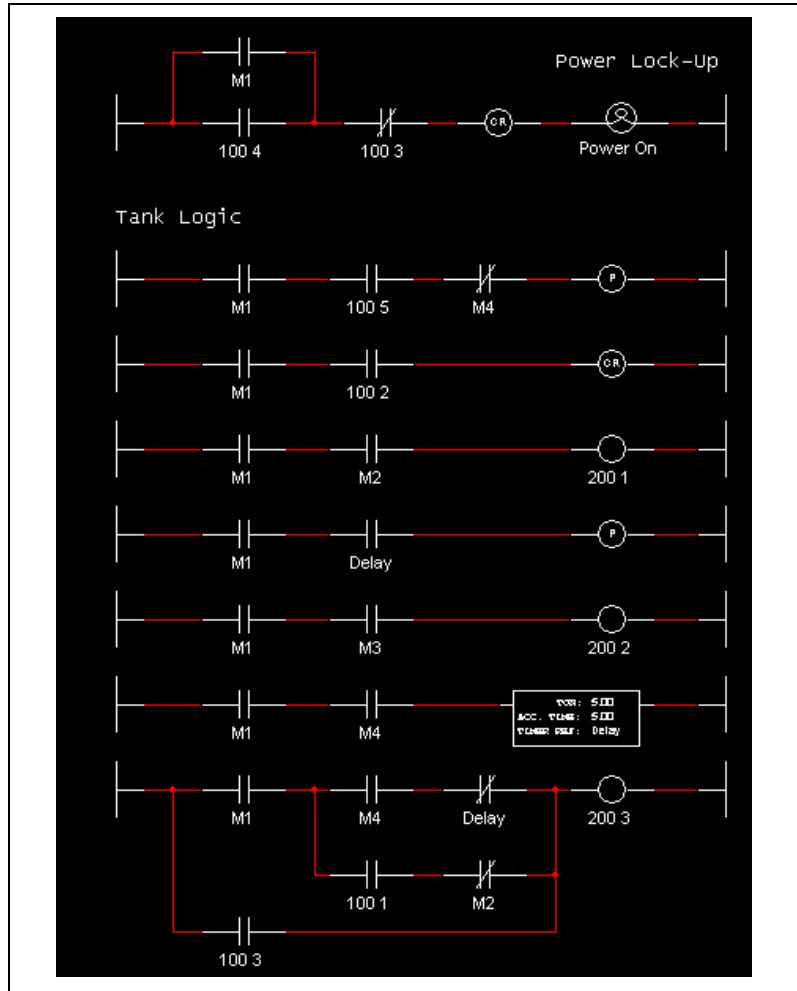 Power Lock-Up
M1
CR
100 4
100 3
Power On
Tank Logic
P
M1
100 5
M4
CR
M1
100 2
M1
M2
200 1
P
M1
Delay
M1
M3
200 2
TON: 5.00
ACC. TIME: 5.00
TIMER REF: Delay
M1
M4
M1
M4
Delay
200 3
100 1
M2
100 3